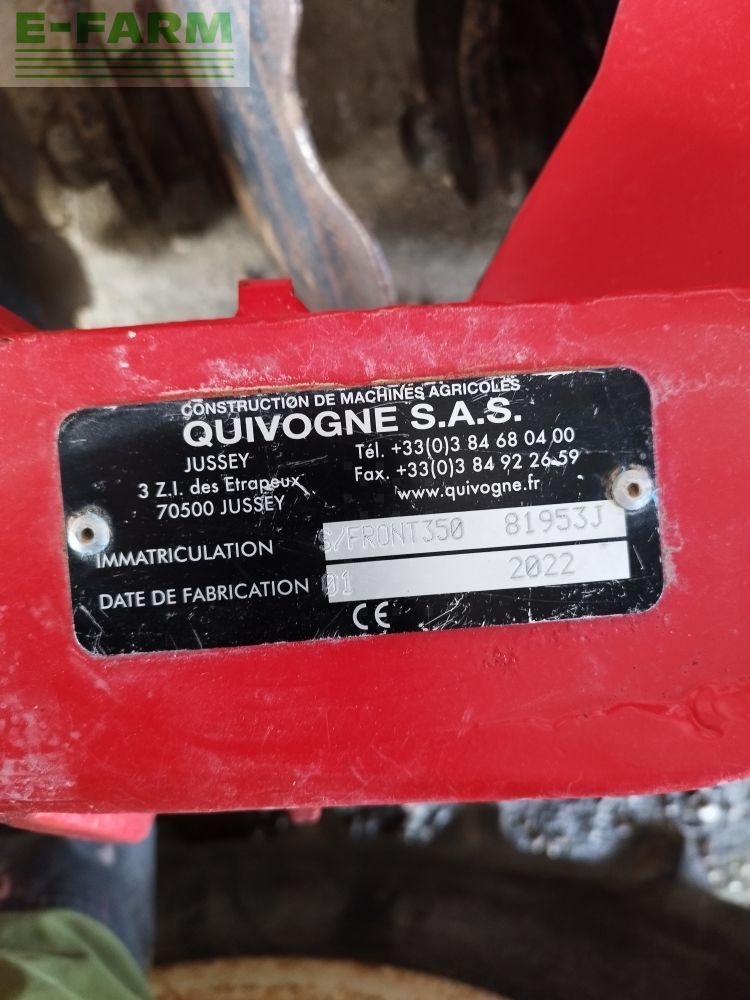 E-FARM
CONSTRUCTION DE MACHINES AGRICOLES
QUIVOGNE S.A.S.
JUSSEY
3 Z.I. des Etrapeux
70500 JUSSEY
Tél. +33(0)3 84 68 04 00
Fax. +33(0)3 84 92 26 59
www.quivogne.fr
IMMATRICULATION S/FRONT350 81953J
DATE DE FABRICATION 01 2022
CE